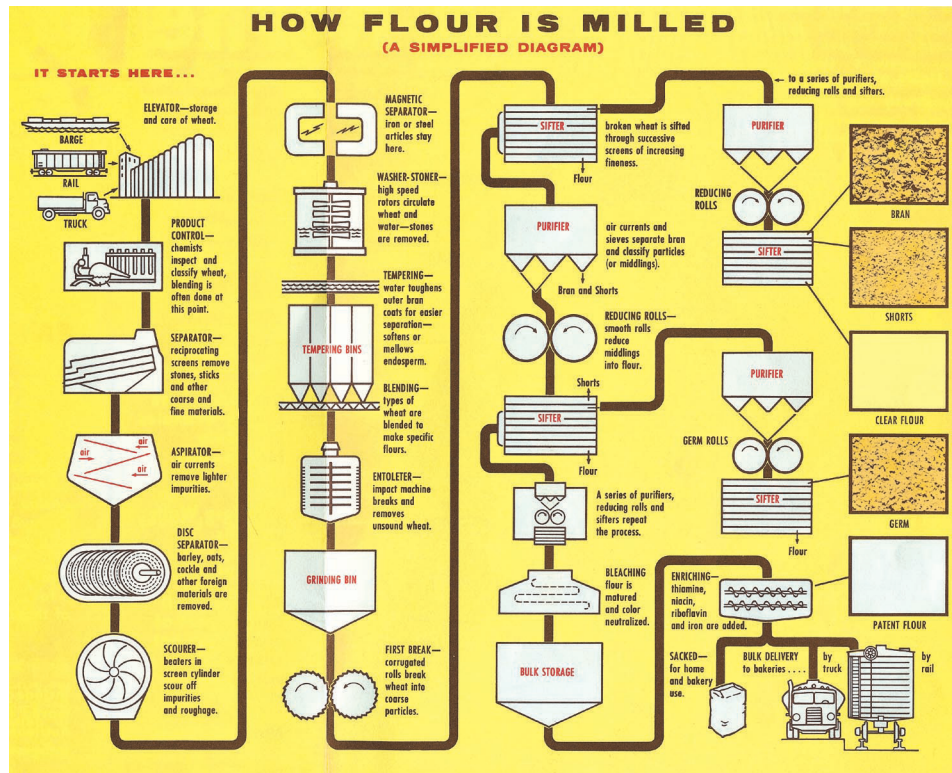 HOW FLOUR IS MILLED
(A SIMPLIFIED DIAGRAM)
IT STARTS HERE...
ELEVATOR—storage
and care of wheat.
BARGE
RAIL
TRUCK
PRODUCT
CONTROL—
chemists
inspect and
classify wheat,
blending is
often done at
this point.
SEPARATOR—
reciprocating
screens remove
stones, sticks
and other
coarse and
fine materials.
air
air
air
ASPIRATOR—
air currents
remove lighter
impurities.
DISC
SEPARATOR—
barley, oats,
cockle and
other foreign
materials are
removed.
SCOURER—
beaters in
screen cylinder
scour off
impurities
and roughage.
MAGNETIC
SEPARATOR—
iron or steel
articles stay
here.
WASHER-STONER—
high speed
rotors circulate
wheat and
water—stones
are removed.
TEMPERING—
water toughens
outer bran
coats for easier
separation—
softens or
mellows
endosperm.
TEMPERING BINS
BLENDING—
types of
wheat are
blended to
make specific
flours.
ENTOLETER—
impact machine
breaks and
removes
unsound wheat.
GRINDING BIN
FIRST BREAK—
corrugated
rolls break
wheat into
coarse
particles.
SIFTER
broken wheat is sifted
through successive
screens of increasing
fineness.
Flour
PURIFIER
air currents and
sieves separate bran
and classify particles
(or middlings).
Bran and Shorts
REDUCING ROLLS—
smooth rolls
reduce
middlings
into flour.
Shorts
SIFTER
Flour
A series of purifiers,
reducing rolls and
sifters repeat
the process.
BLEACHING
flour is
matured and
color
neutralized.
BULK STORAGE
to a series of purifiers,
reducing rolls and sifters.
PURIFIER
REDUCING
ROLLS
SIFTER
BRAN
SHORTS
CLEAR FLOUR
PURIFIER
GERM ROLLS
SIFTER
Flour
GERM
ENRICHING—
thiamine,
niacin,
riboflavin
and iron are added.
PATENT FLOUR
SACKED—
for home
and bakery
use.
BULK DELIVERY
to bakeries ....
by
truck
by
rail